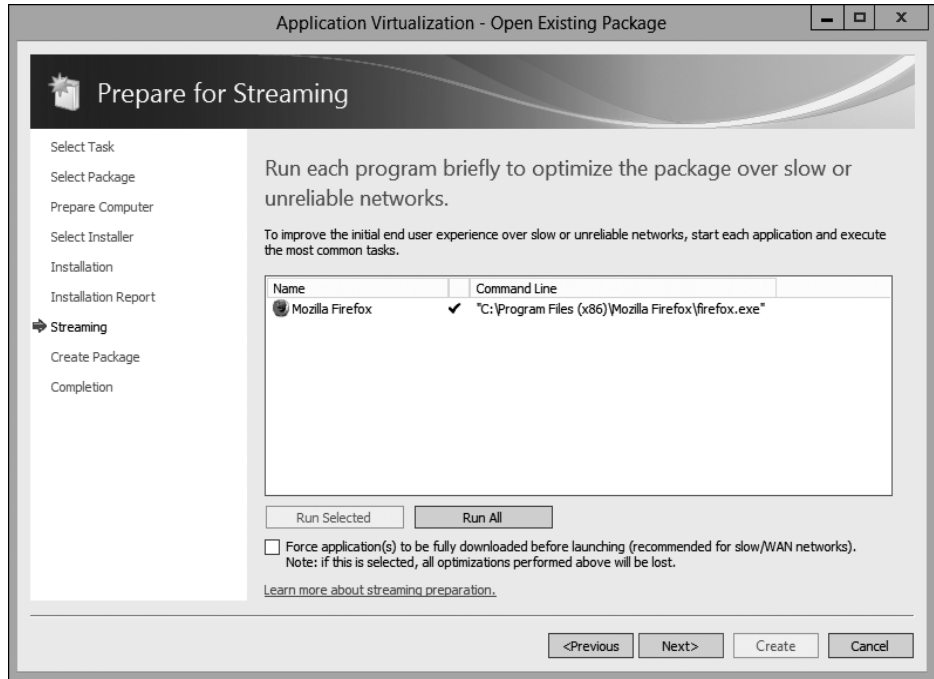 Application Virtualization - Open Existing Package
Prepare for Streaming
Select Task
Select Package
Prepare Computer
Select Installer
Installation
Installation Report
Streaming
Create Package
Completion
Run each program briefly to optimize the package over slow or
unreliable networks.
To improve the initial end user experience over slow or unreliable networks, start each application and execute
the most common tasks.
Name Command Line
Mozilla Firefox ✔ "C:\Program Files (x86)\Mozilla Firefox\firefox.exe"
Run Selected Run All
Force application(s) to be fully downloaded before launching (recommended for slow/WAN networks).
Note: if this is selected, all optimizations performed above will be lost.
Learn more about streaming preparation.
<Previous Next> Create Cancel